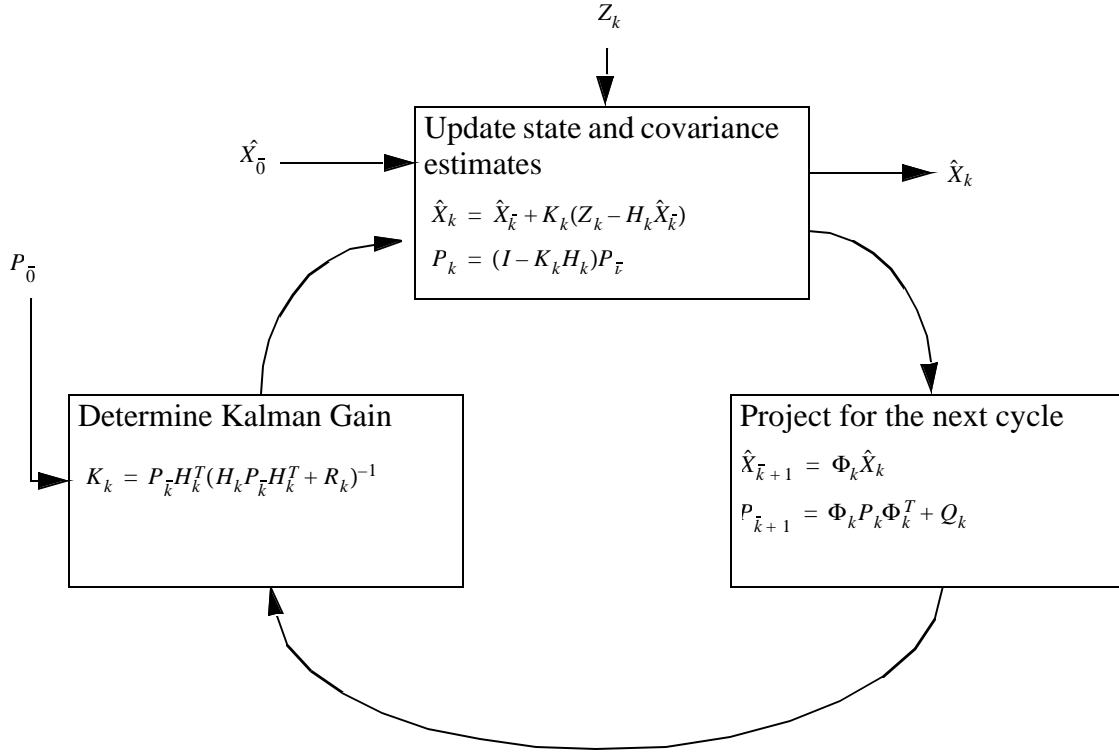 Z_k
Update state and covariance
estimates
X̂_0̄
X̂_k
X̂_k = X̂_k̄ + K_k(Z_k – H_k X̂_k̄)
P_k = (I – K_k H_k)P
P_0̄
Determine Kalman Gain
K_k = P_k̄ H_k^T (H_k P_k̄ H_k^T + R_k)^–1
Project for the next cycle
X̂_k̄ + 1 = Φ_k X̂_k
P_k̄ + 1 = Φ_k P_k Φ_k^T + Q_k